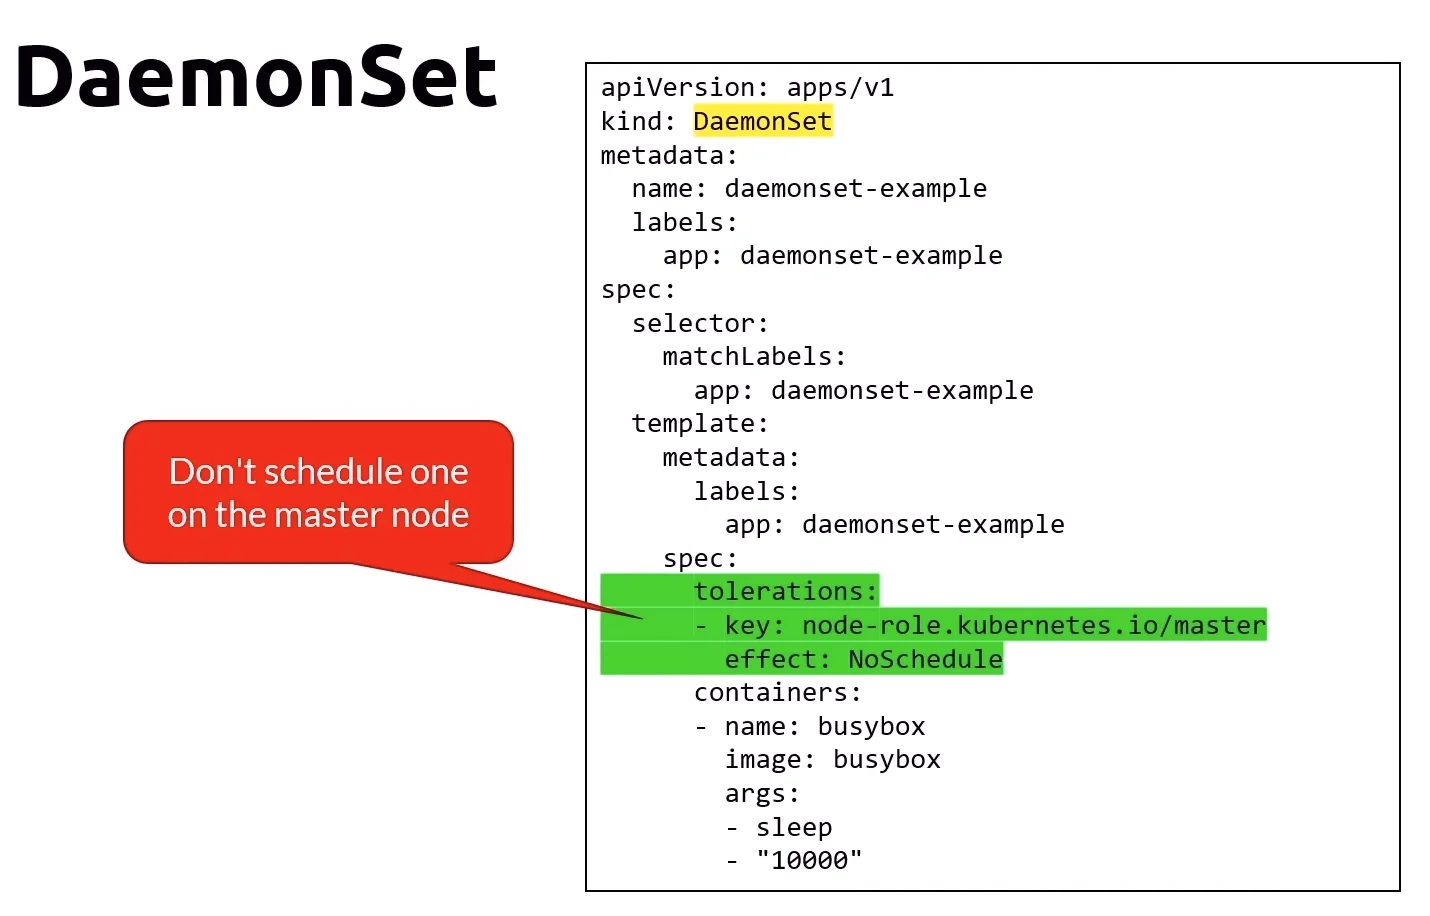 DaemonSet
apiVersion: apps/v1
kind: DaemonSet
metadata:
  name: daemonset-example
  labels:
    app: daemonset-example
spec:
  selector:
    matchLabels:
      app: daemonset-example
  template:
    metadata:
      labels:
        app: daemonset-example
    spec:
      tolerations:
      - key: node-role.kubernetes.io/master
        effect: NoSchedule
      containers:
      - name: busybox
        image: busybox
        args:
        - sleep
        - "10000"
Don't schedule one
on the master node